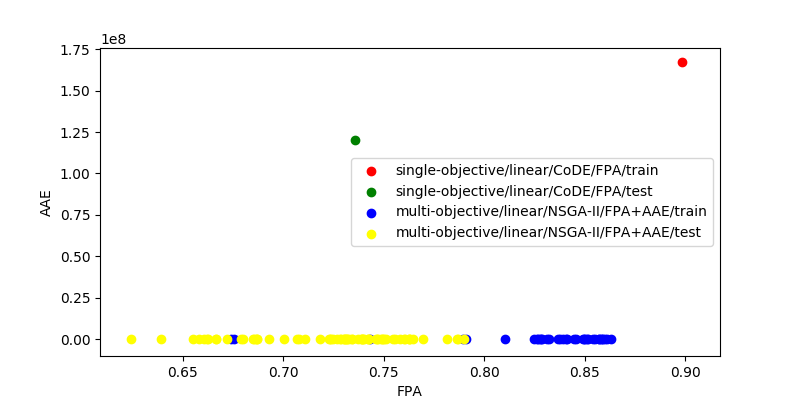 1e8
1.75
1.50
1.25
1.00
0.75
0.50
0.25
0.00
AAE
single-objective/linear/CoDE/FPA/train
single-objective/linear/CoDE/FPA/test
multi-objective/linear/NSGA-II/FPA+AAE/train
multi-objective/linear/NSGA-II/FPA+AAE/test
0.65 0.70 0.75 0.80 0.85 0.90
FPA